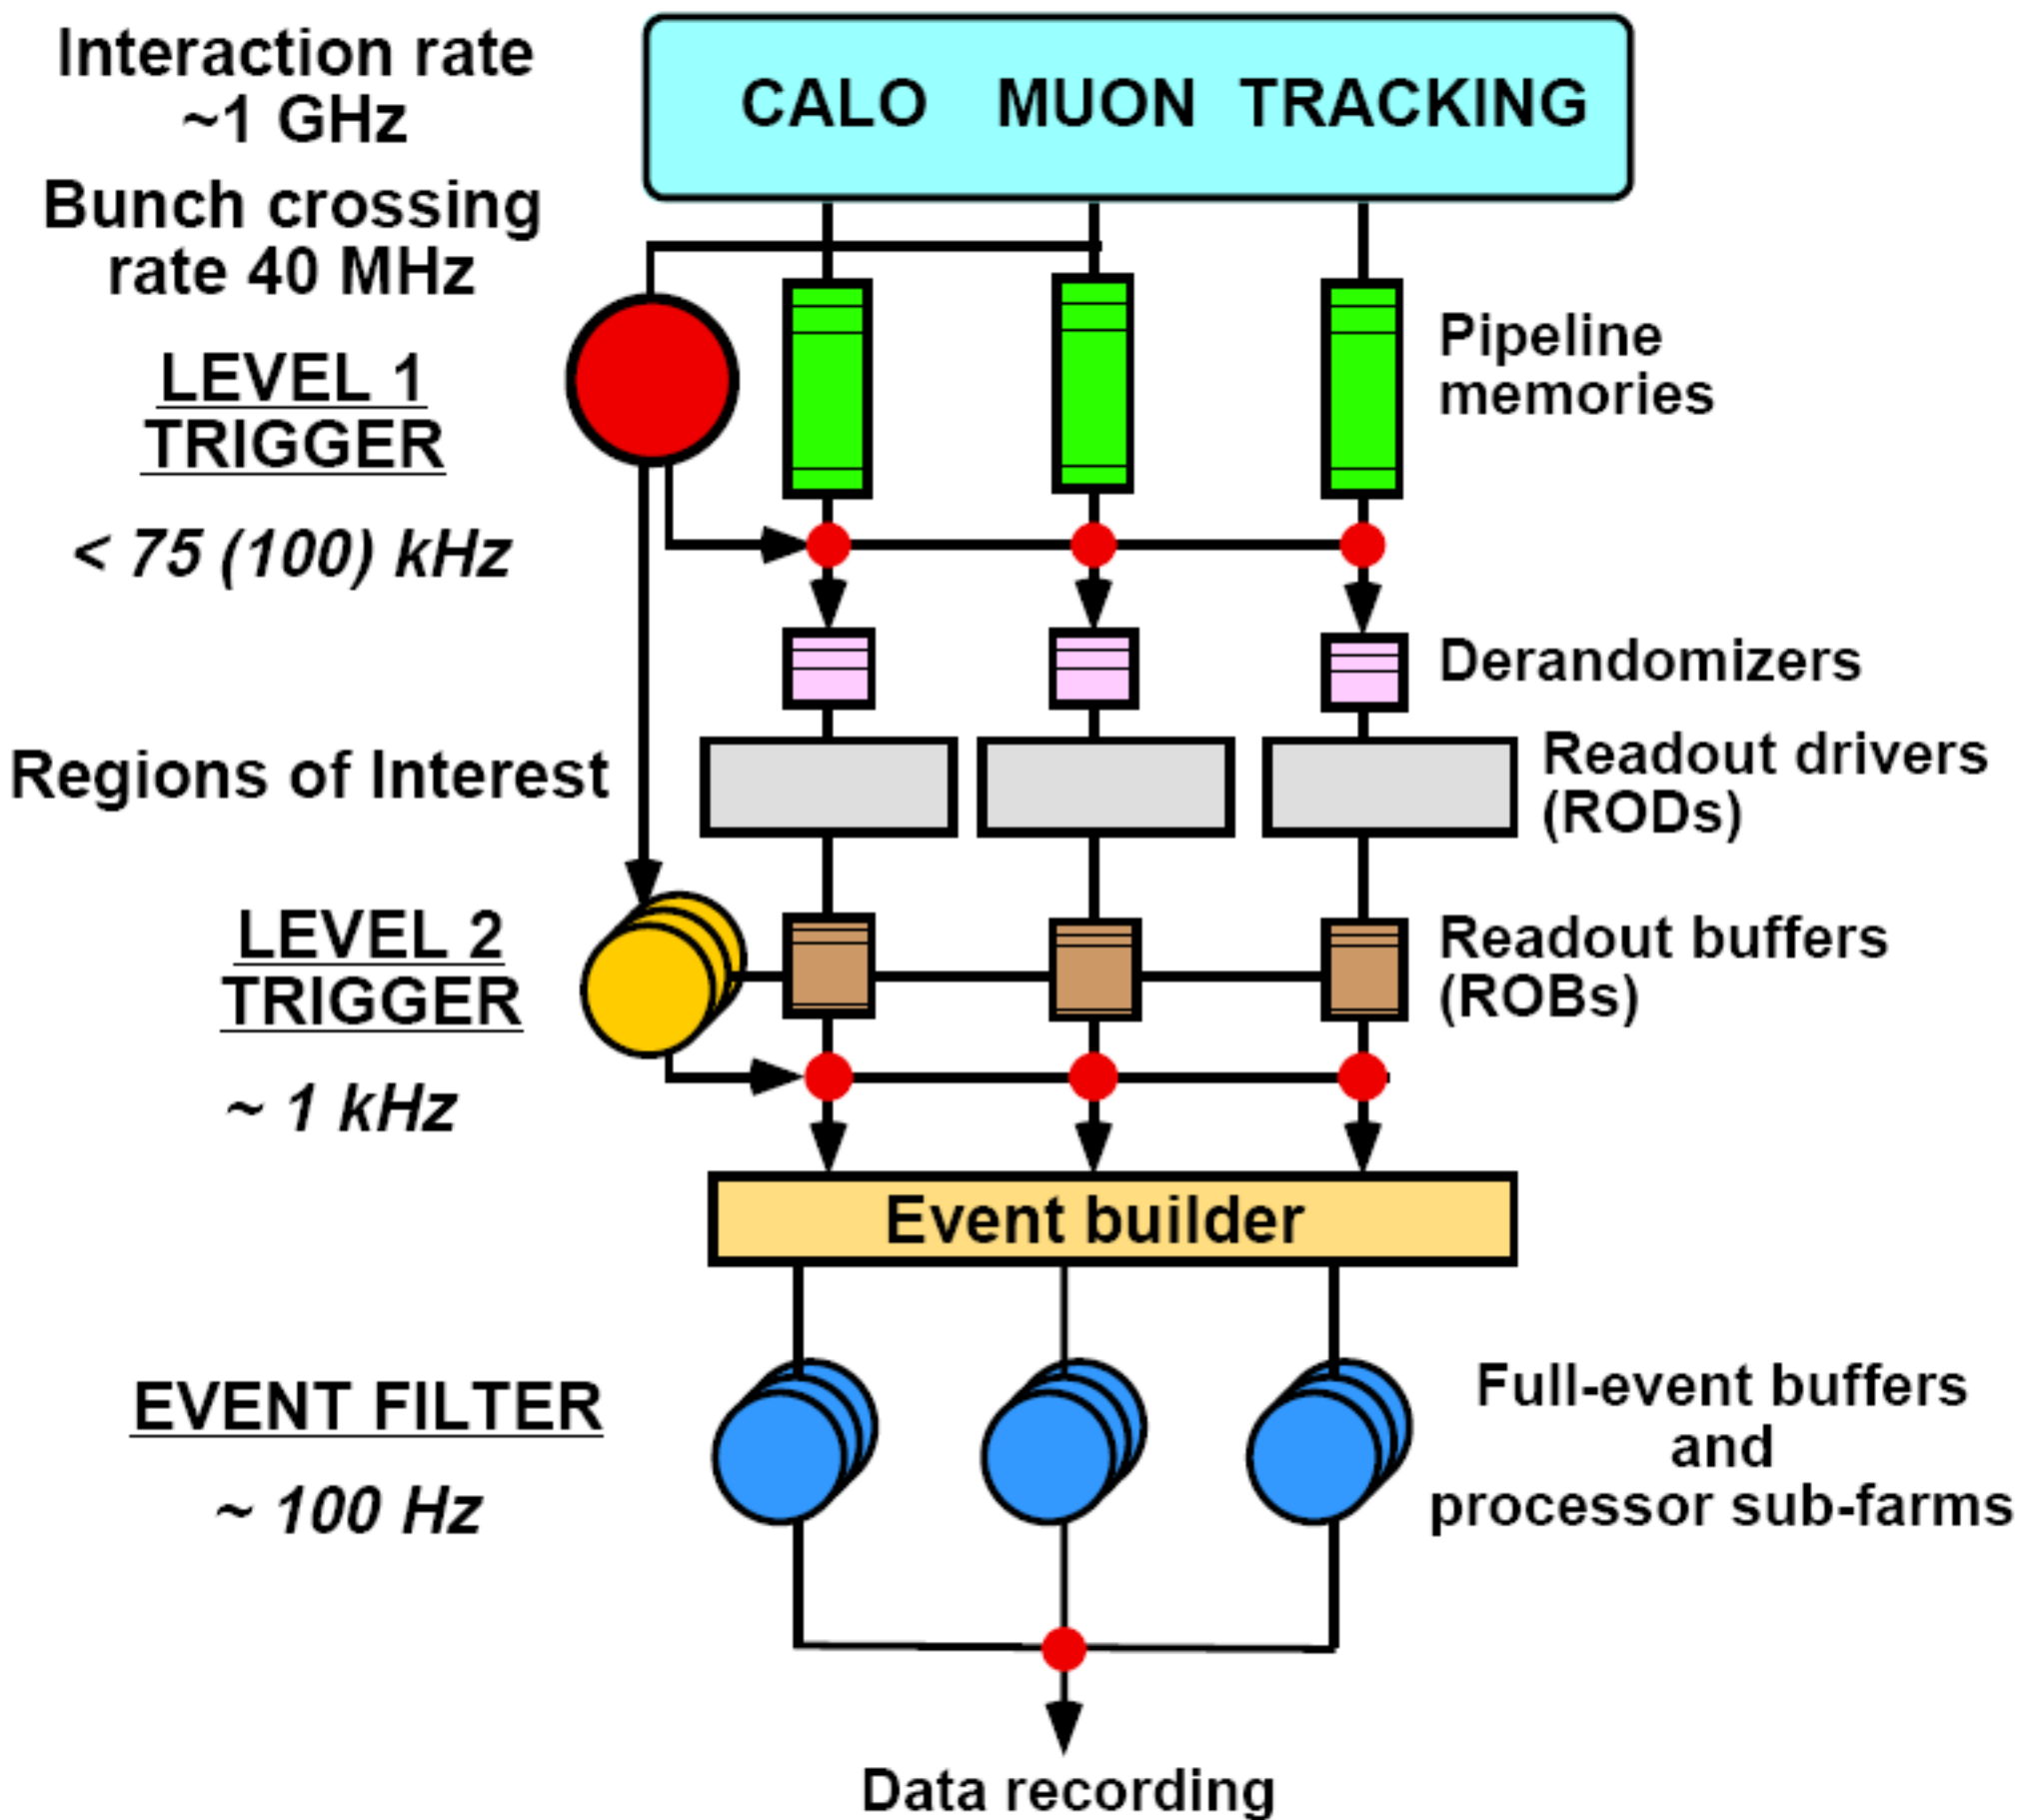 Interaction rate
~1 GHz
Bunch crossing
rate 40 MHz
CALO MUON TRACKING
LEVEL 1
TRIGGER
< 75 (100) kHz
Pipeline
memories
Derandomizers
Regions of Interest
Readout drivers
(RODs)
LEVEL 2
TRIGGER
~ 1 kHz
Readout buffers
(ROBs)
Event builder
EVENT FILTER
~ 100 Hz
Full-event buffers
and
processor sub-farms
Data recording